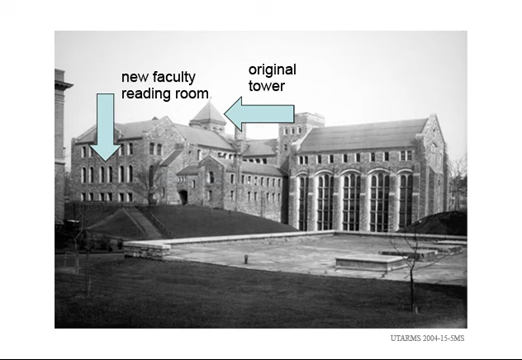 new faculty
reading room
original
tower
UTARMS 2004-15-5MS